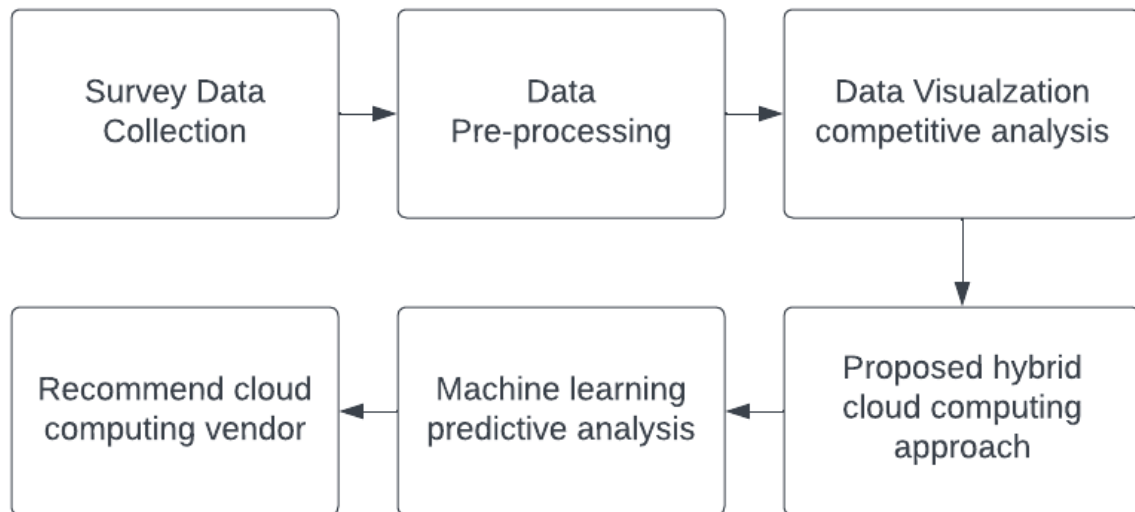 Survey Data
Collection
Data
Pre-processing
Data Visualzation
competitive analysis
Proposed hybrid
cloud computing
approach
Machine learning
predictive analysis
Recommend cloud
computing vendor